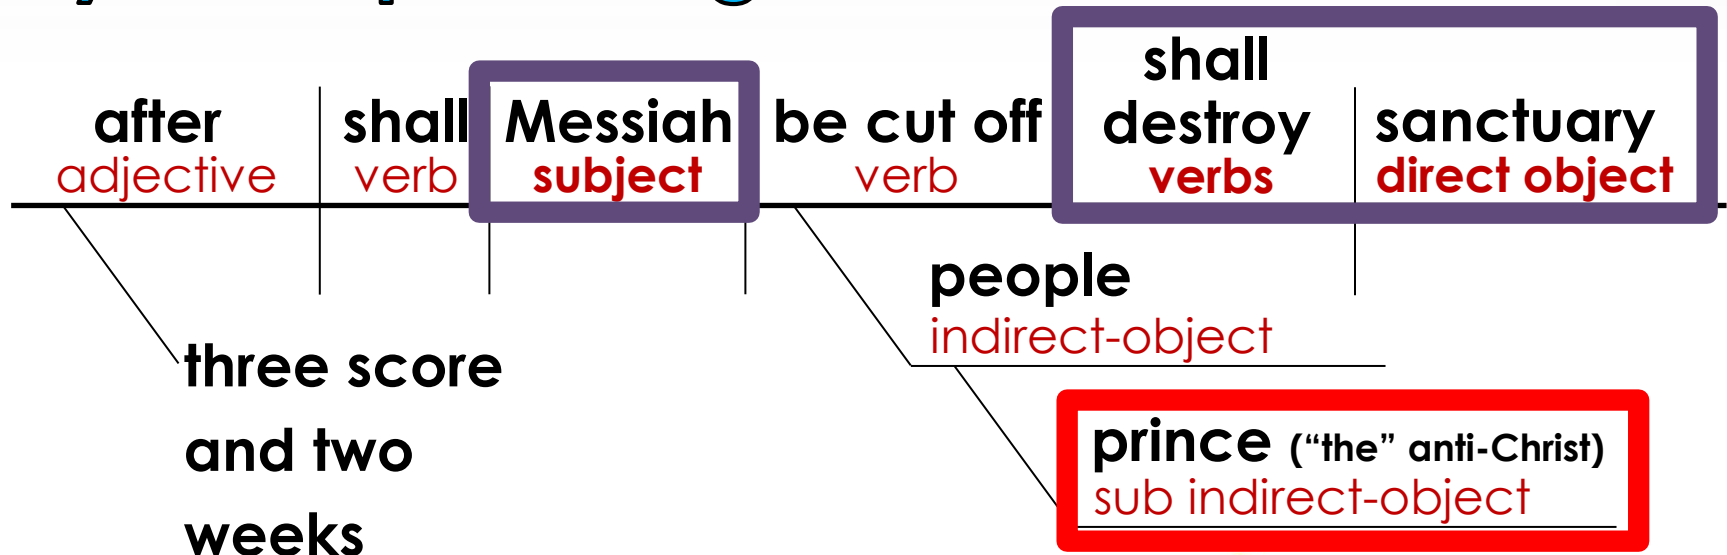 after shall Messiah be cut off shall destroy sanctuary
adjective verb subject verb verbs direct object
people
indirect-object
three score
and two
weeks
prince (“the” anti-Christ)
sub indirect-object